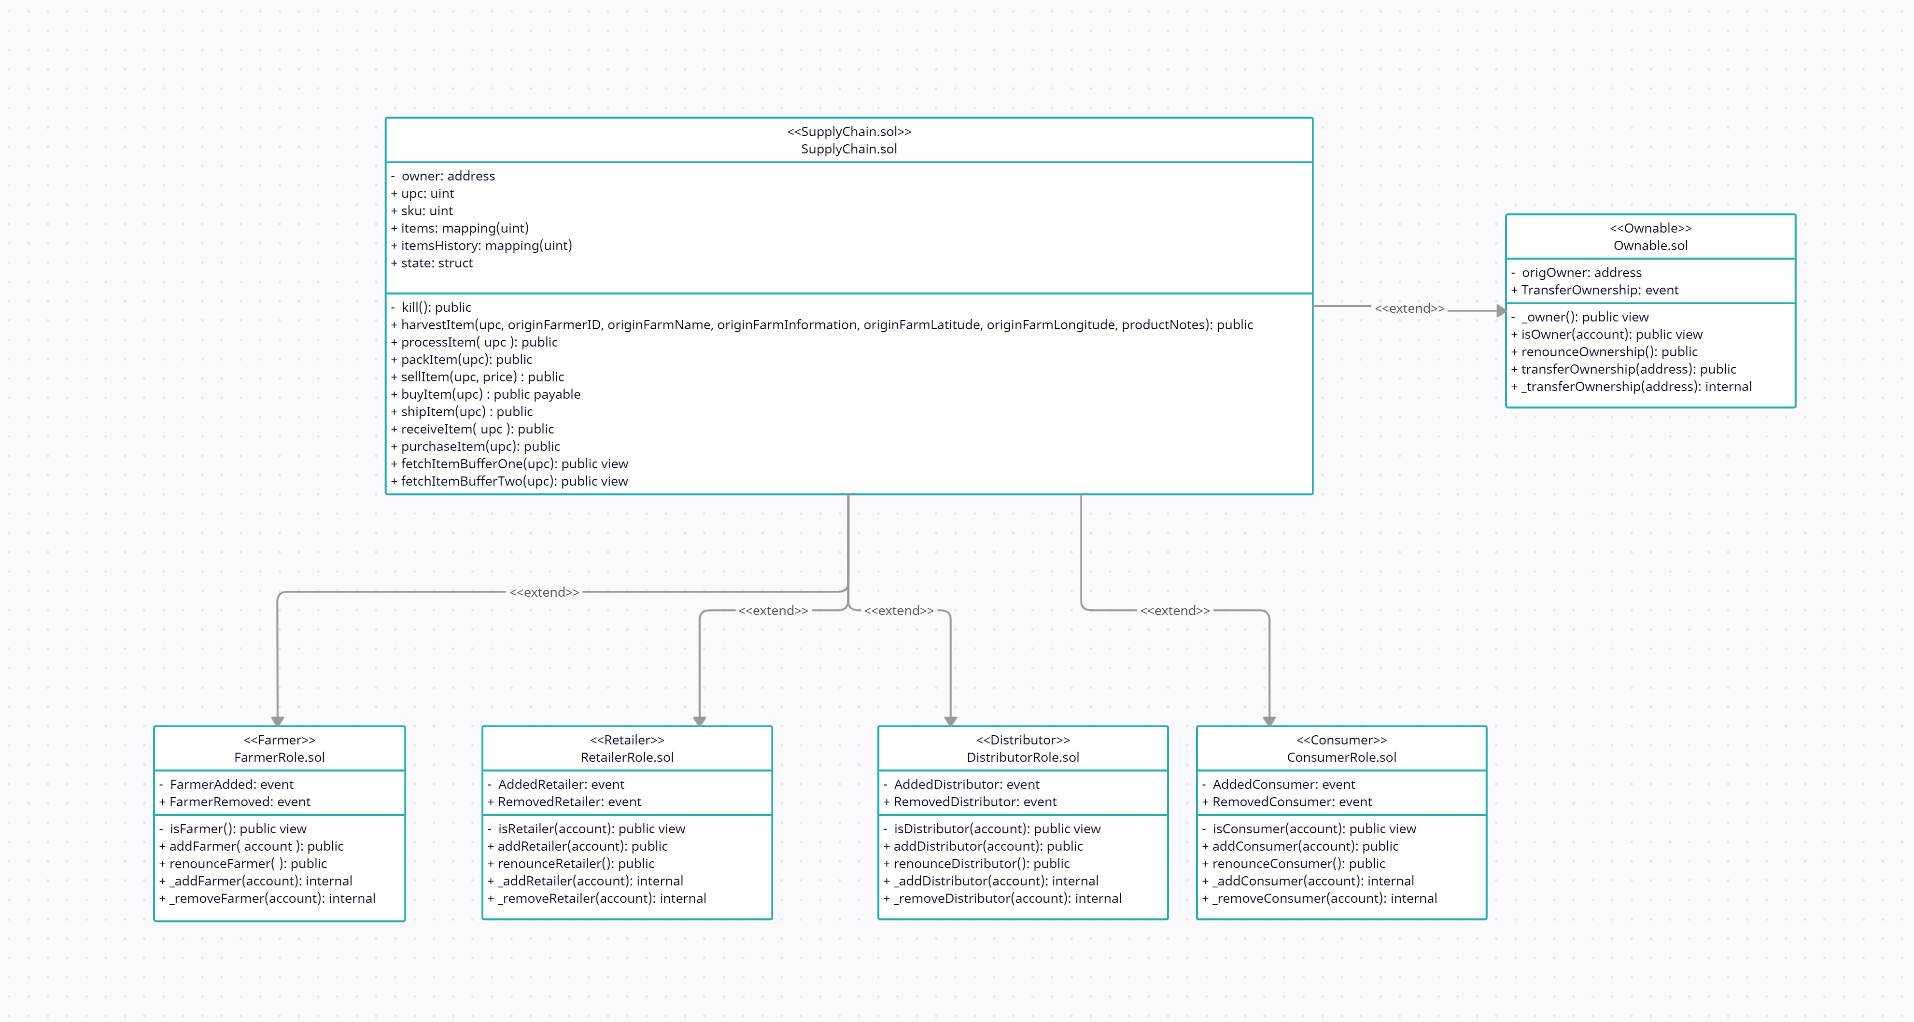 <<SupplyChain.sol>>
SupplyChain.sol
- owner: address
+ upc: uint
+ sku: uint
+ items: mapping(uint)
+ itemsHistory: mapping(uint)
+ state: struct
- kill(): public
+ harvestItem(upc, originFarmerID, originFarmName, originFarmInformation, originFarmLatitude, originFarmLongitude, productNotes): public
+ processItem( upc ): public
+ packItem(upc): public
+ sellItem(upc, price) : public
+ buyItem(upc) : public payable
+ shipItem(upc) : public
+ receiveItem( upc ): public
+ purchaseItem(upc): public
+ fetchItemBufferOne(upc): public view
+ fetchItemBufferTwo(upc): public view
<<extend>>
<<Ownable>>
Ownable.sol
- origOwner: address
+ TransferOwnership: event
- _owner(): public view
+ isOwner(account): public view
+ renounceOwnership(): public
+ transferOwnership(address): public
+ _transferOwnership(address): internal
<<extend>>
<<extend>>
<<extend>>
<<extend>>
<<Farmer>>
FarmerRole.sol
- FarmerAdded: event
+ FarmerRemoved: event
- isFarmer(): public view
+ addFarmer( account ): public
+ renounceFarmer( ): public
+ _addFarmer(account): internal
+ _removeFarmer(account): internal
<<Retailer>>
RetailerRole.sol
- AddedRetailer: event
+ RemovedRetailer: event
- isRetailer(account): public view
+ addRetailer(account): public
+ renounceRetailer(): public
+ _addRetailer(account): internal
+ _removeRetailer(account): internal
<<Distributor>>
DistributorRole.sol
- AddedDistributor: event
+ RemovedDistributor: event
- isDistributor(account): public view
+ addDistributor(account): public
+ renounceDistributor(): public
+ _addDistributor(account): internal
+ _removeDistributor(account): internal
<<Consumer>>
ConsumerRole.sol
- AddedConsumer: event
+ RemovedConsumer: event
- isConsumer(account): public view
+ addConsumer(account): public
+ renounceConsumer(): public
+ _addConsumer(account): internal
+ _removeConsumer(account): internal